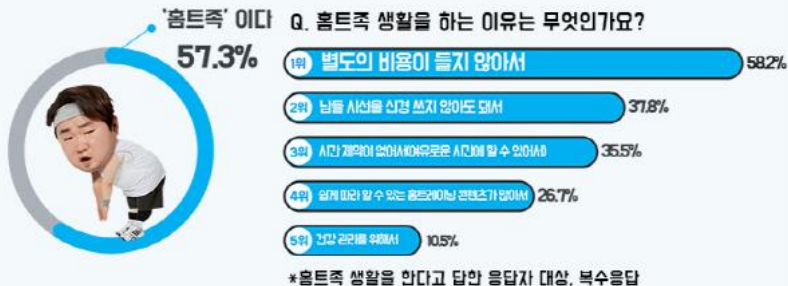 '홈트족' 이다
57.3%
Q. 홈트족 생활을 하는 이유는 무엇인가요?
1위 별도의 비용이 들지 않아서 58.2%
2위 남들 시선을 신경 쓰지 않아도 돼서 37.8%
3위 시간 제약이 없어서(여유로운 시간에 할 수 있어서) 35.5%
4위 쉽게 따라 할 수 있는 홈트레이닝 콘텐츠가 많아서 26.7%
5위 건강 관리를 위해서 10.5%
*홈트족 생활을 한다고 답한 응답자 대상, 복수응답